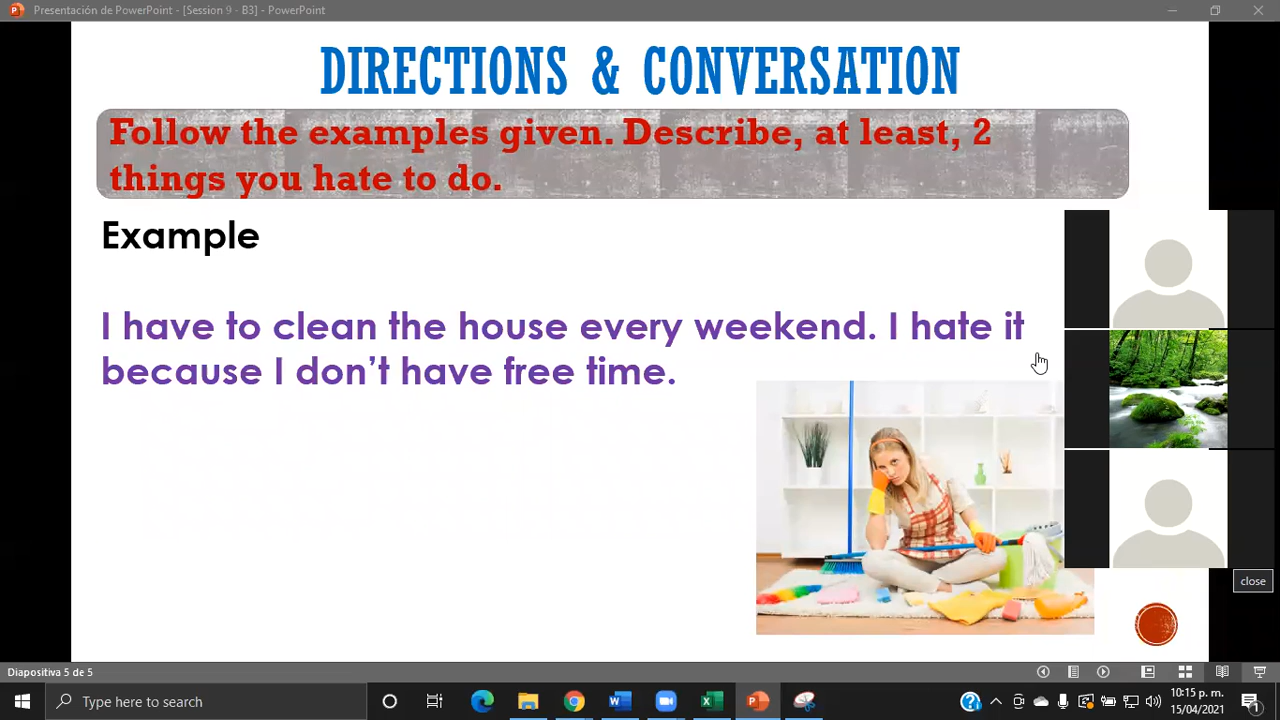 Presentación de PowerPoint - [Session 9 - B3] - PowerPoint
DIRECTIONS & CONVERSATION
Follow the examples given. Describe, at least, 2
things you hate to do.
Example
I have to clean the house every weekend. I hate it
because I don’t have free time.
close
Diapositiva 5 de 5
Type here to search
10:15 p. m.
15/04/2021
1